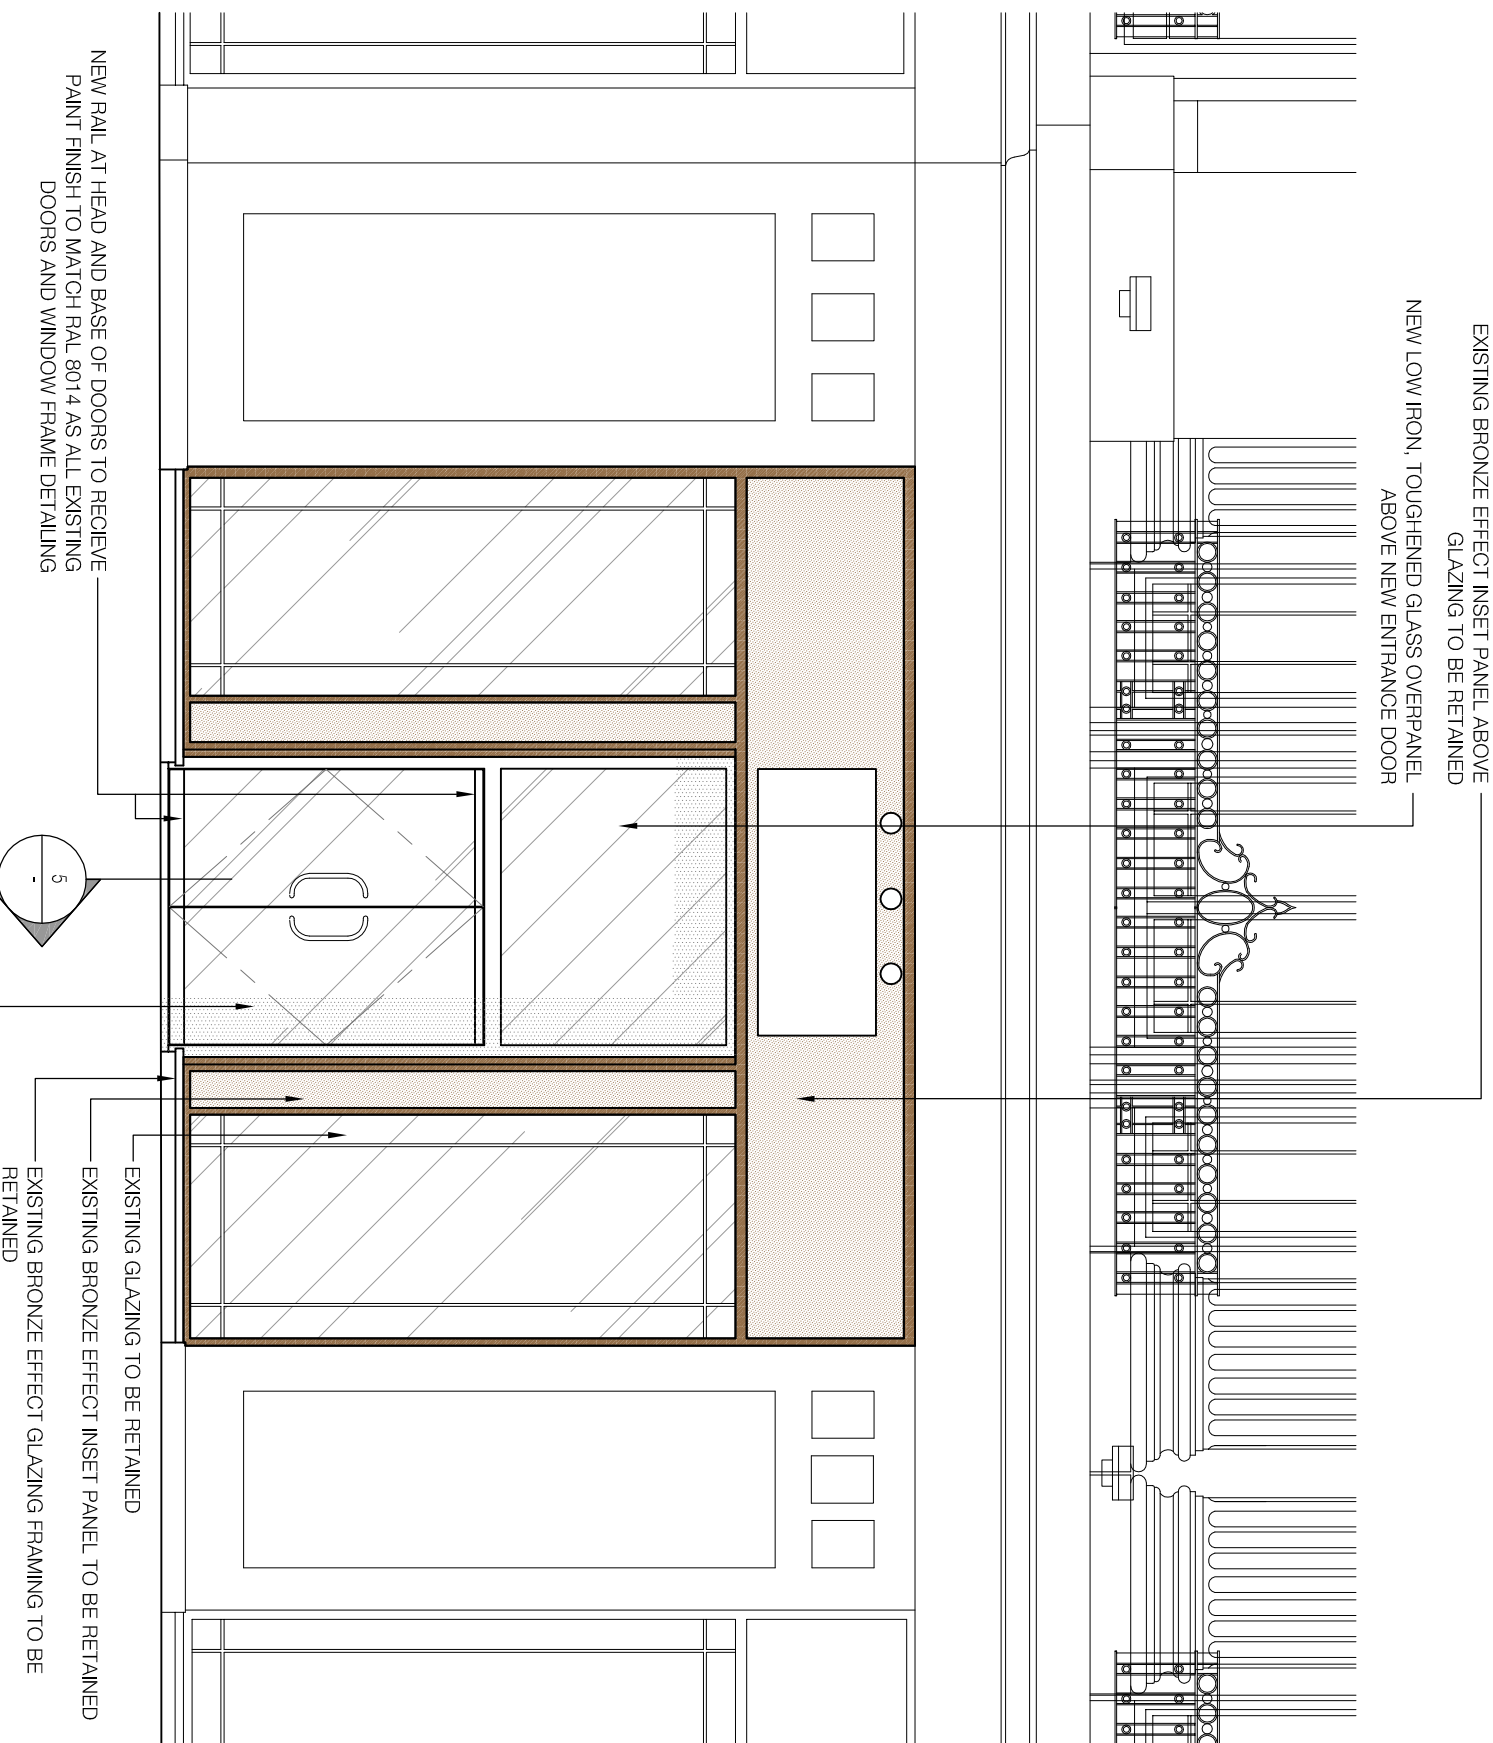 EXISTING BRONZE EFFECT INSET PANEL ABOVE
GLAZING TO BE RETAINED
NEW LOW IRON, TOUGHENED GLASS OVERPANEL
ABOVE NEW ENTRANCE DOOR
NEW RAIL AT HEAD AND BASE OF DOORS TO RECIEVE
PAINT FINISH TO MATCH RAL 8014 AS ALL EXISTING
DOORS AND WINDOW FRAME DETAILING
5
-
EXISTING GLAZING TO BE RETAINED
EXISTING BRONZE EFFECT INSET PANEL TO BE RETAINED
EXISTING BRONZE EFFECT GLAZING FRAMING TO BE
RETAINED